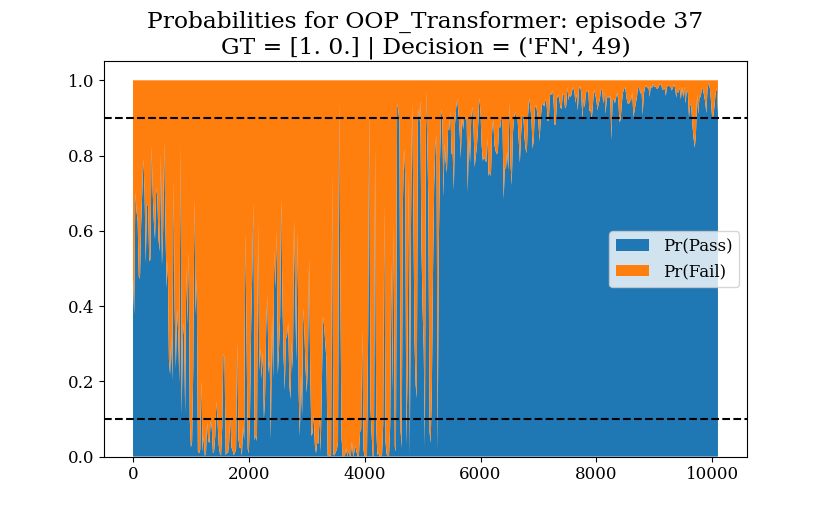 Probabilities for OOP_Transformer: episode 37
GT = [1. 0.] | Decision = ('FN', 49)
1.0
0.8
0.6
0.4
0.2
0.0
Pr(Pass)
Pr(Fail)
0 2000 4000 6000 8000 10000